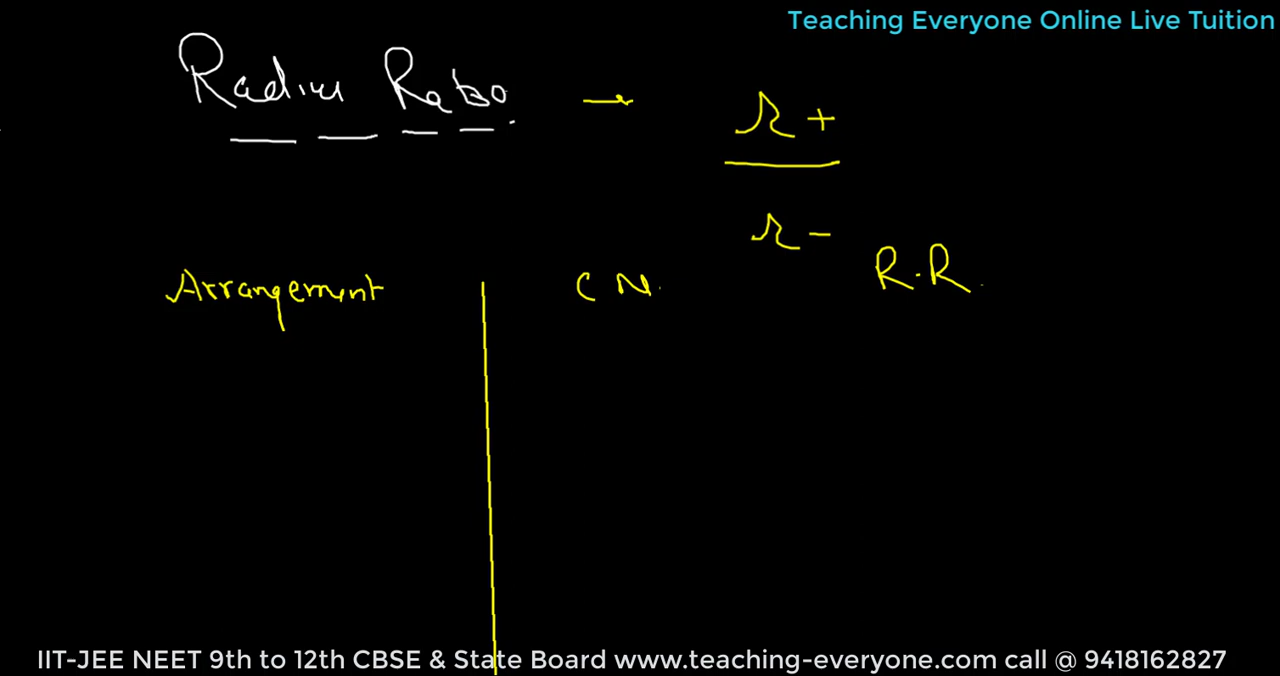 Teaching Everyone Online Live Tuition
Radius Ratio → r+
r-
Arrangement C N. R.R.
IIT-JEE NEET 9th to 12th CBSE & State Board www.teaching-everyone.com call @ 9418162827